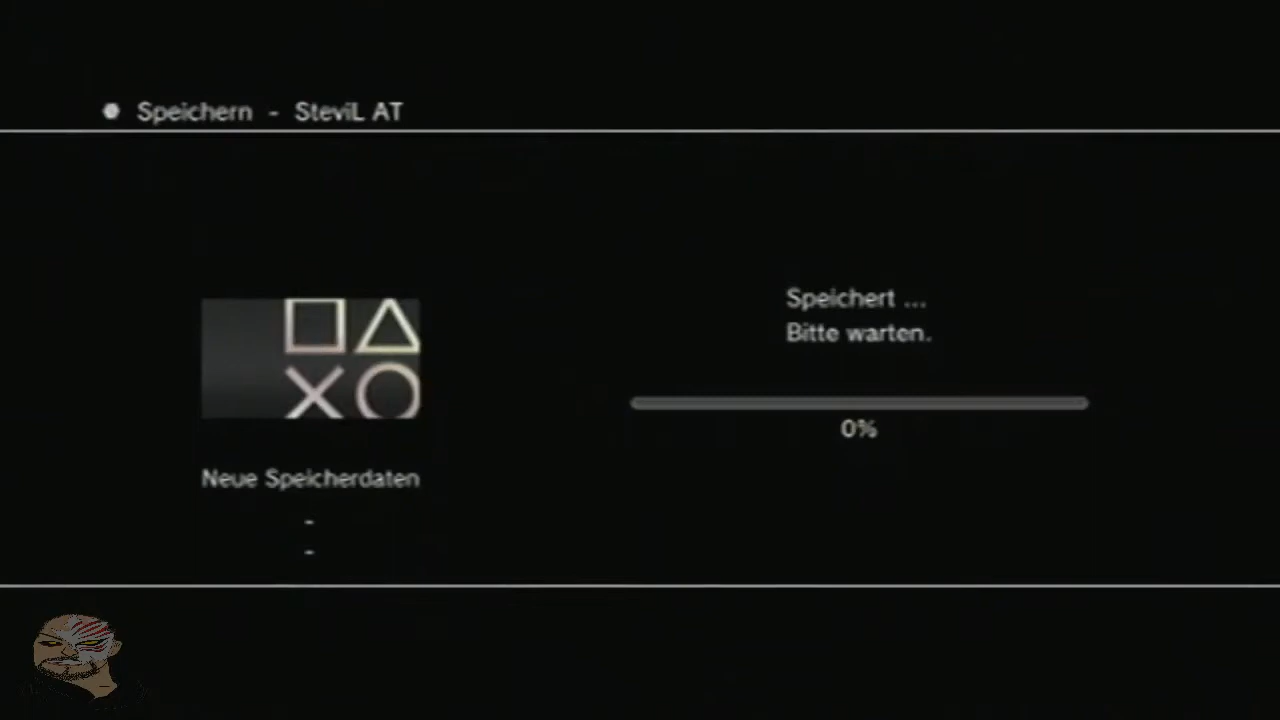 Speichern - SteviL AT
Speichert ...
Bitte warten.
0%
Neue Speicherdaten
-
-